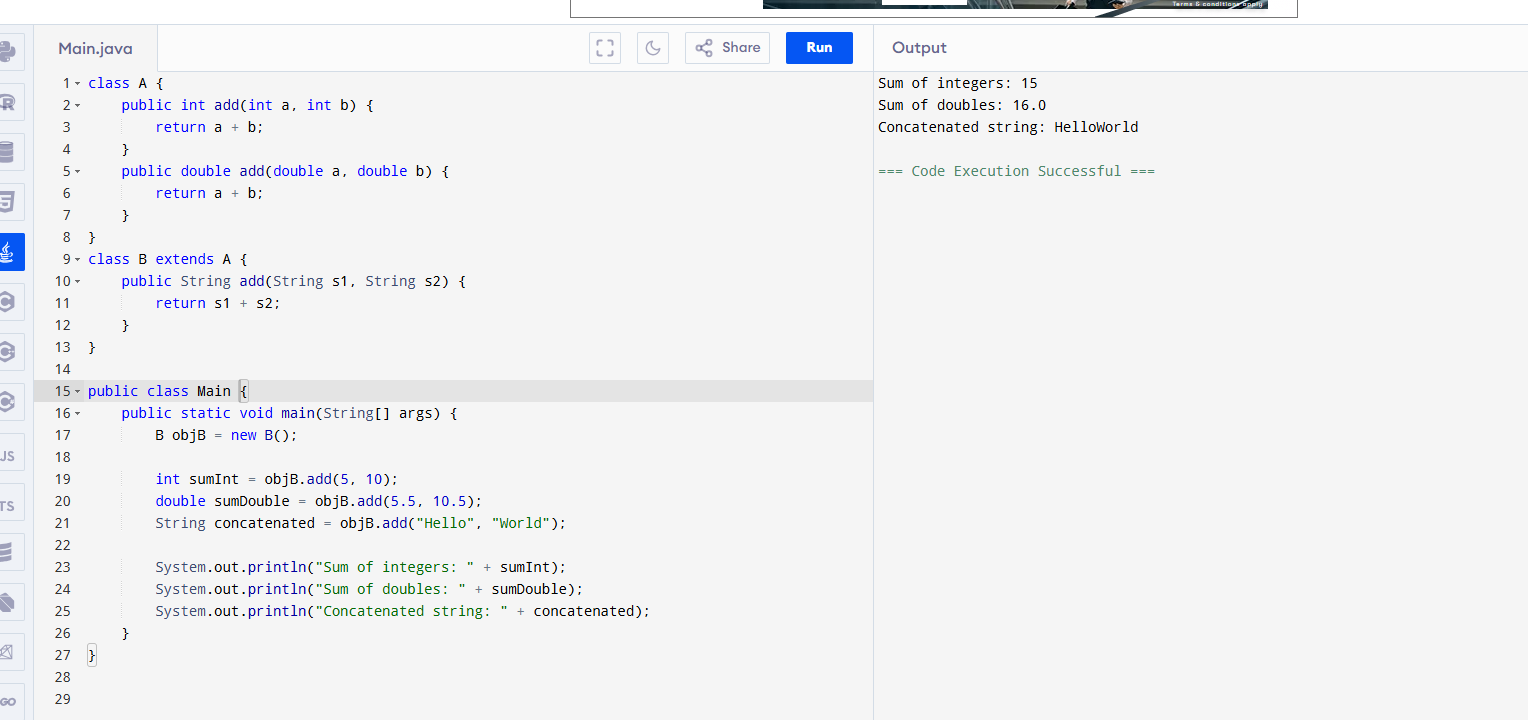 Terms & conditions apply
Main.java
Share
Run
Output
1 class A {
2     public int add(int a, int b) {
3         return a + b;
4     }
5     public double add(double a, double b) {
6         return a + b;
7     }
8 }
9 class B extends A {
10     public String add(String s1, String s2) {
11         return s1 + s2;
12     }
13 }
14
15 public class Main {
16     public static void main(String[] args) {
17         B objB = new B();
18
19         int sumInt = objB.add(5, 10);
20         double sumDouble = objB.add(5.5, 10.5);
21         String concatenated = objB.add("Hello", "World");
22
23         System.out.println("Sum of integers: " + sumInt);
24         System.out.println("Sum of doubles: " + sumDouble);
25         System.out.println("Concatenated string: " + concatenated);
26     }
27 }
28
29
Sum of integers: 15
Sum of doubles: 16.0
Concatenated string: HelloWorld
=== Code Execution Successful ===
R
JS
TS
GO